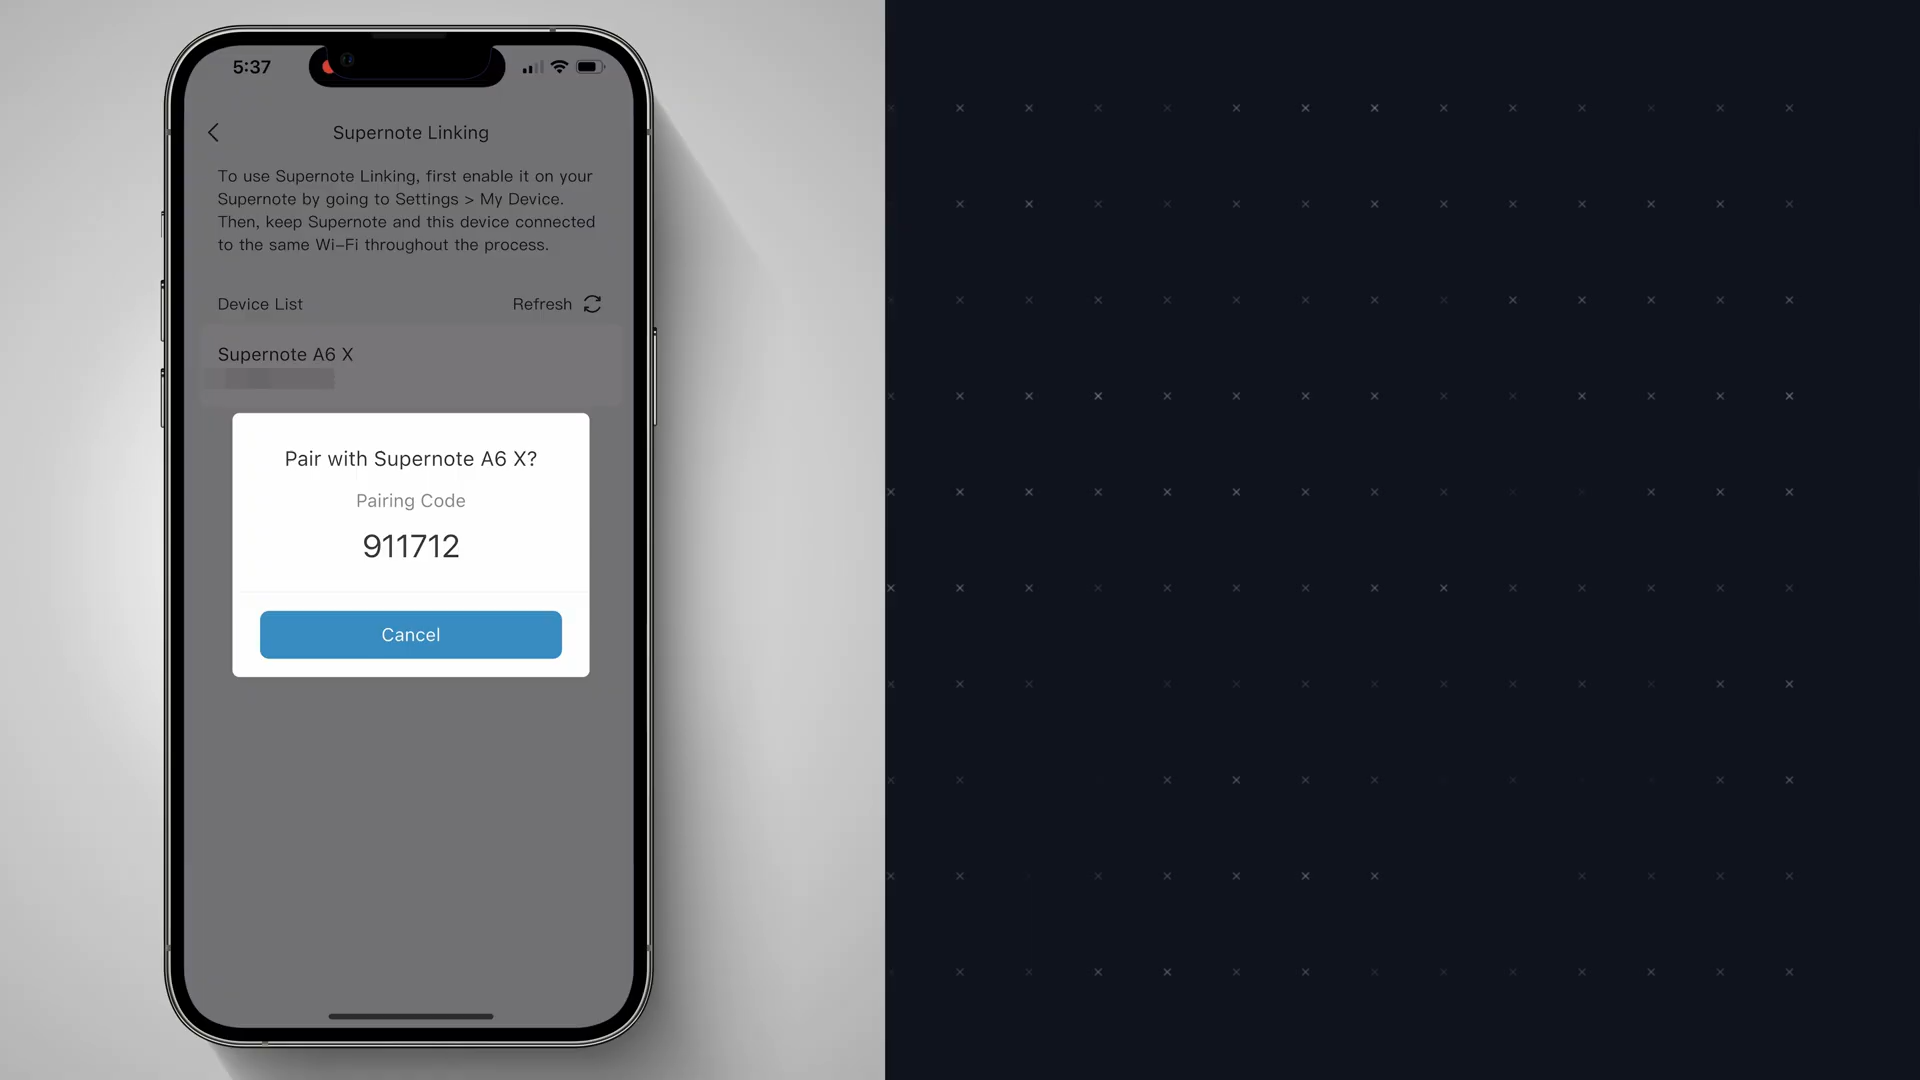 5:37
Supernote Linking
To use Supernote Linking, first enable it on your
Supernote by going to Settings > My Device.
Then, keep Supernote and this device connected
to the same Wi-Fi throughout the process.
Device List
Refresh
Supernote A6 X
Pair with Supernote A6 X?
Pairing Code
911712
Cancel